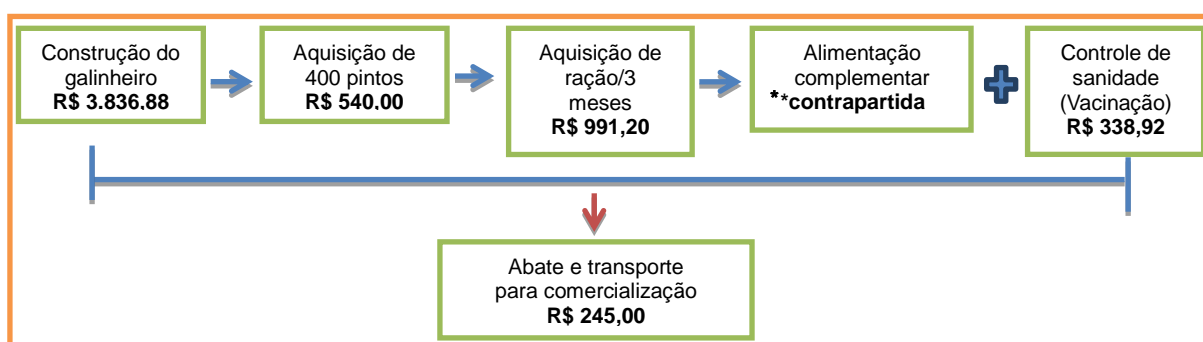 Construção do
galinheiro
R$ 3.836.88
Aquisição de
400 pintos
R$ 540.00
Aquisição de
ração/3
meses
R$ 991,20
Alimentação
complementar
**contrapartida
Controle de
sanidade
(Vacinação)
R$ 338,92
Abate e transporte
para comercialização
R$ 245,00